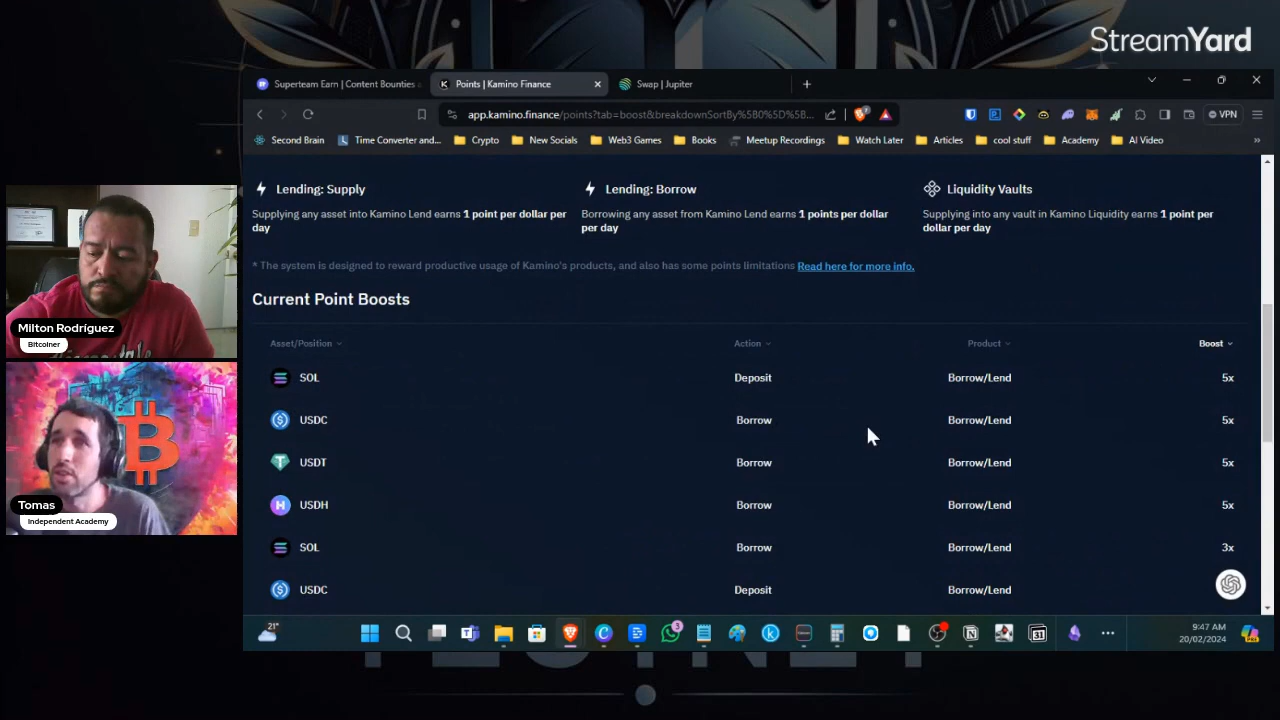 StreamYard
Superteam Earn | Content Bounties
Points | Kamino Finance
Swap | Jupiter
app.kamino.finance/points?tab=boost&breakdownSortBy%5B0%5D%5B...
VPN
Second Brain
Time Converter and...
Crypto
New Socials
Web3 Games
Books
Meetup Recordings
Watch Later
Articles
cool stuff
Academy
AI Video
Lending: Supply
Supplying any asset into Kamino Lend earns 1 point per dollar per
day
Lending: Borrow
Borrowing any asset from Kamino Lend earns 1 points per dollar
per day
Liquidity Vaults
Supplying into any vault in Kamino Liquidity earns 1 point per
dollar per day
* The system is designed to reward productive usage of Kamino's products, and also has some points limitations Read here for more info.
Current Point Boosts
Asset/Position Action Product Boost
SOL Deposit Borrow/Lend 5x
USDC Borrow Borrow/Lend 5x
USDT Borrow Borrow/Lend 5x
USDH Borrow Borrow/Lend 5x
SOL Borrow Borrow/Lend 3x
USDC Deposit Borrow/Lend
Milton Rodríguez
Bitcoiner
Tomas
Independent Academy
21°
3
31
9:47 AM
20/02/2024